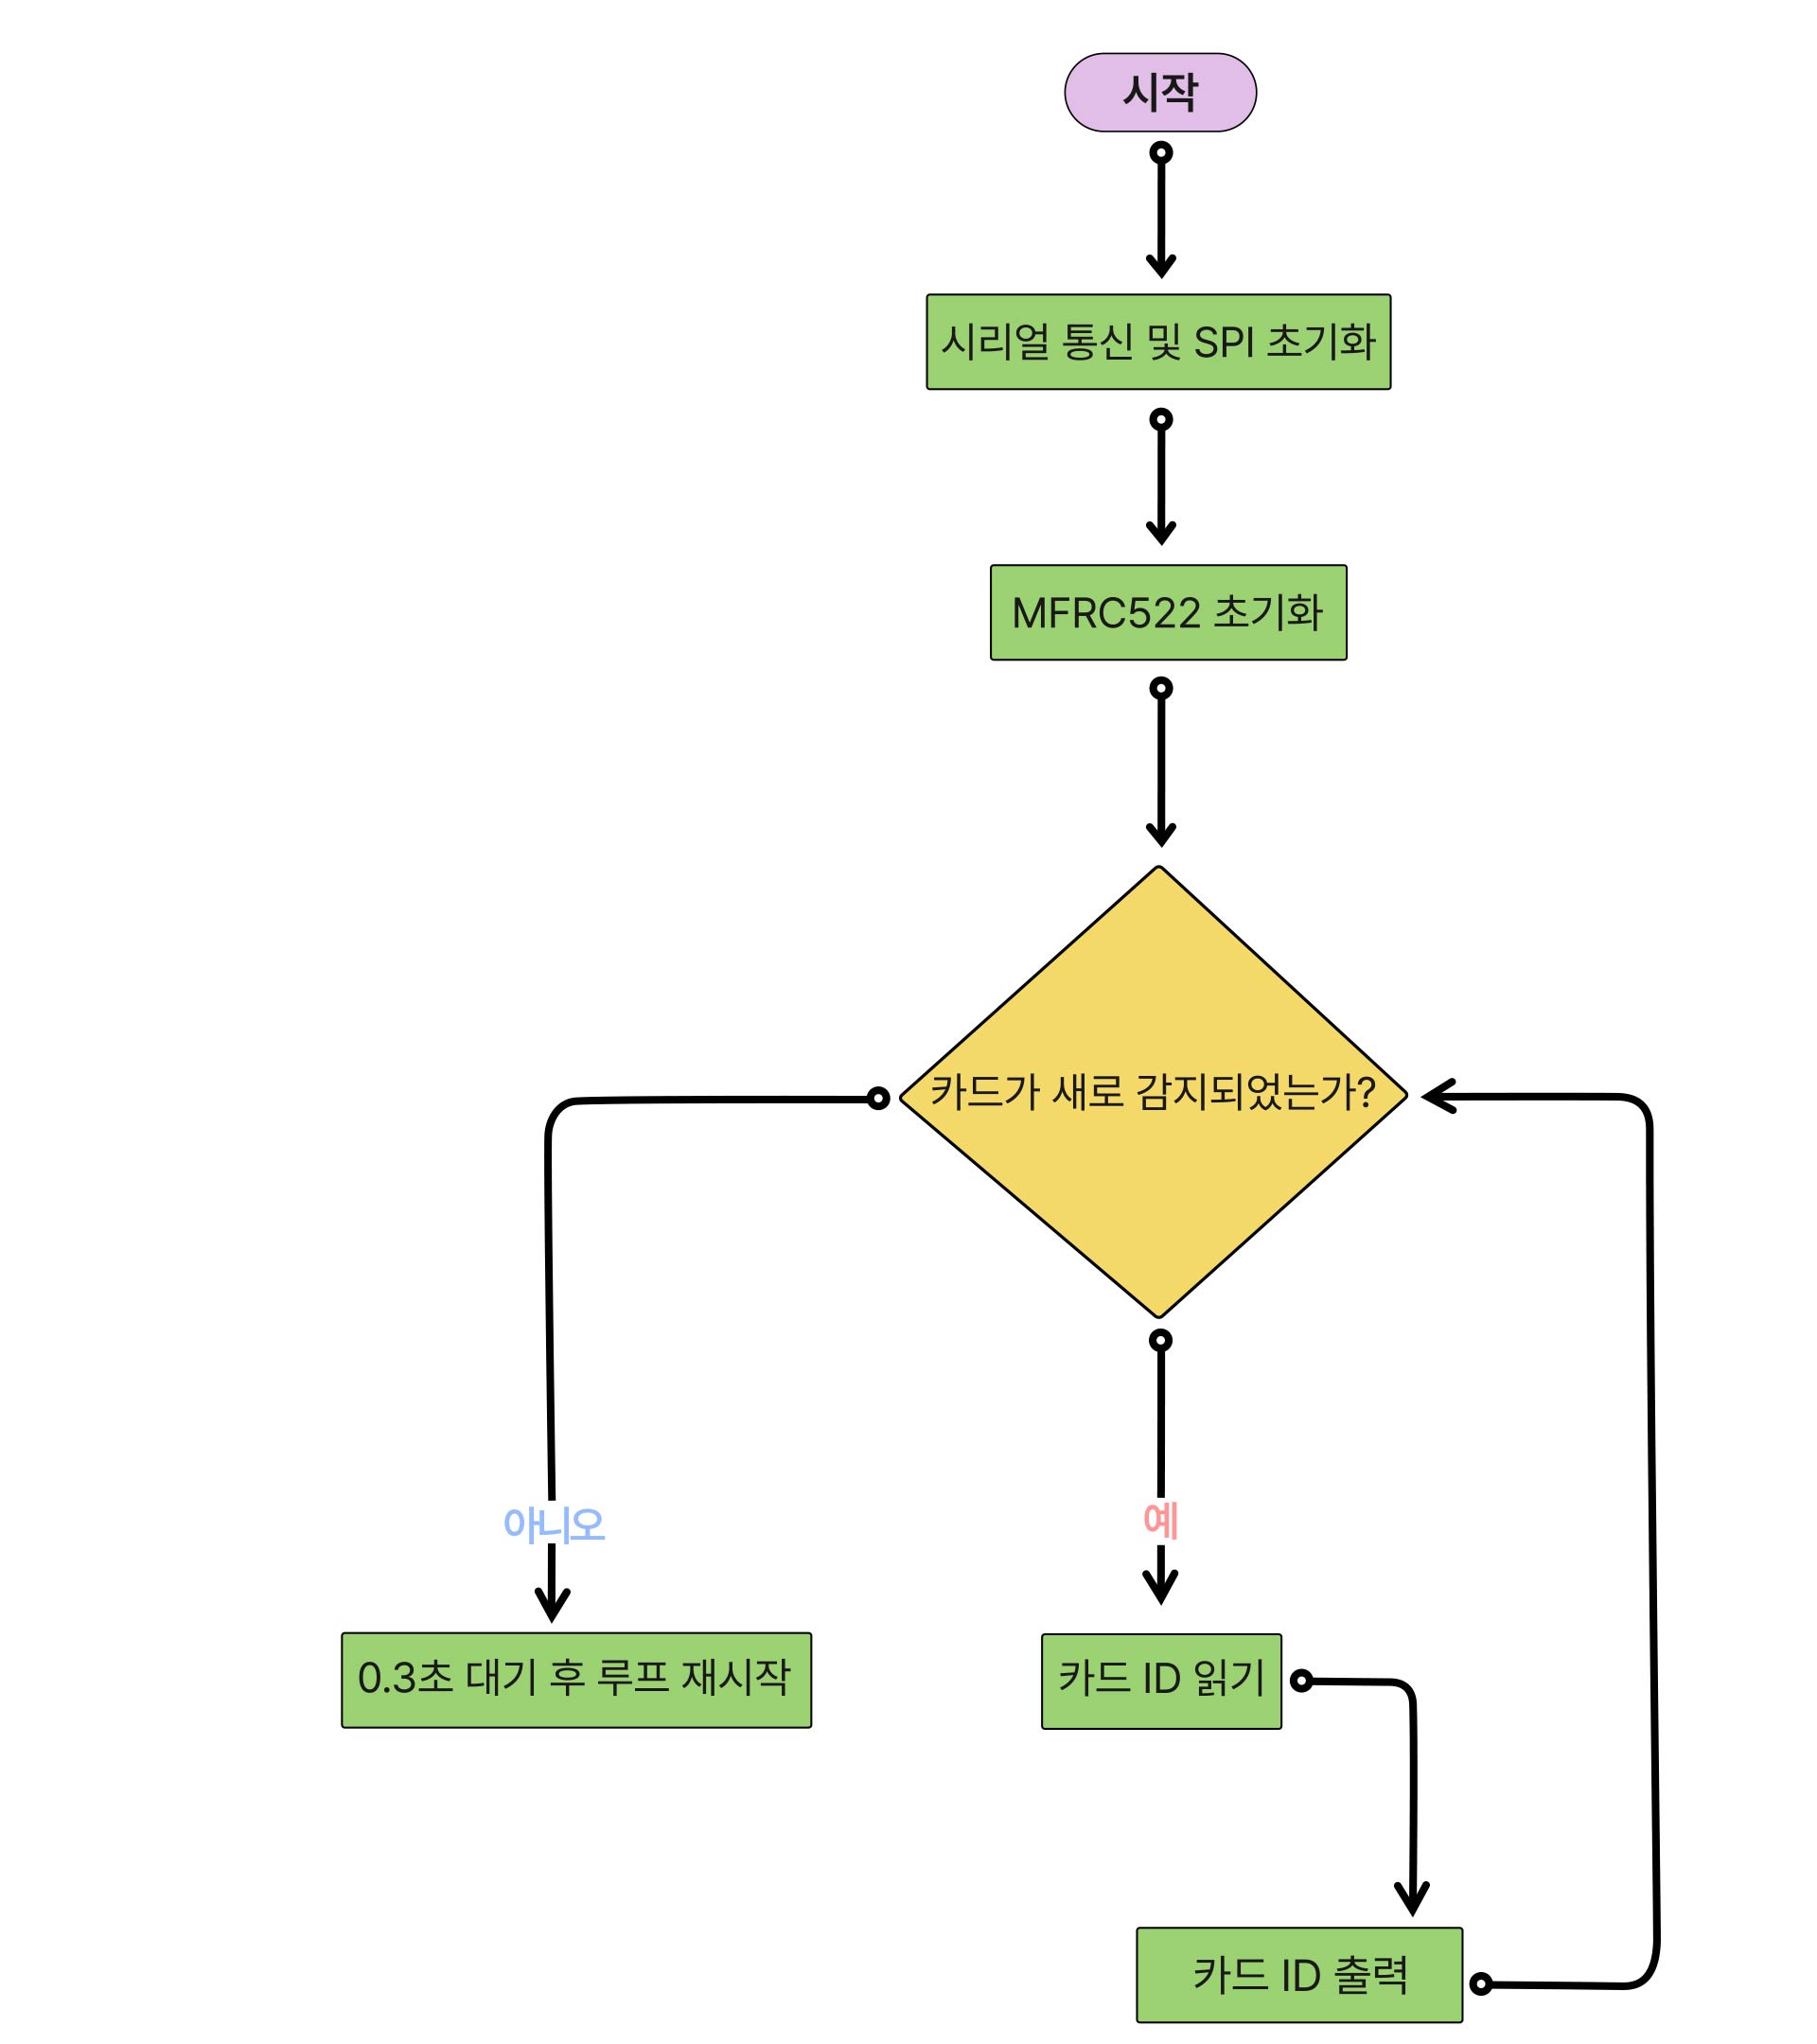 시작
시리얼 통신 및 SPI 초기화
MFRC522 초기화
카드가 새로 감지되었는가?
아니오
예
0.3초 대기 후 루프 재시작
카드 ID 읽기
카드 ID 출력